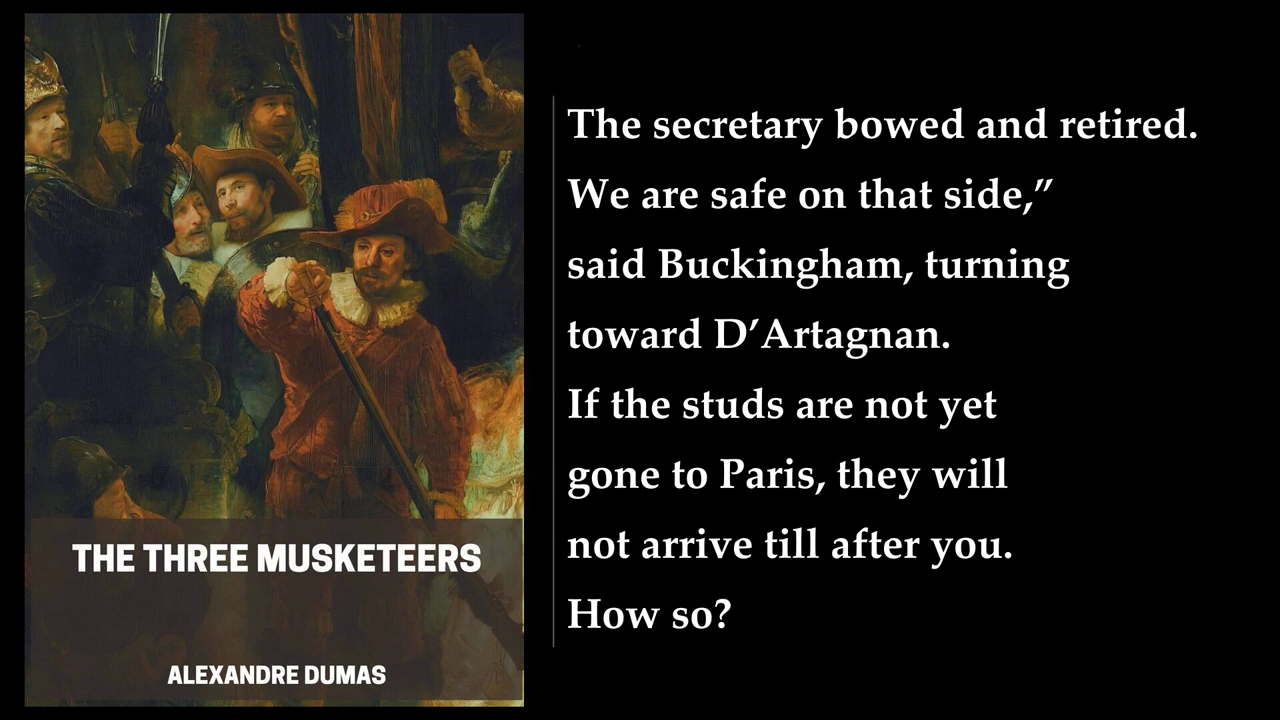 THE THREE MUSKETEERS
ALEXANDRE DUMAS
The secretary bowed and retired.
We are safe on that side,”
said Buckingham, turning
toward D’Artagnan.
If the studs are not yet
gone to Paris, they will
not arrive till after you.
How so?